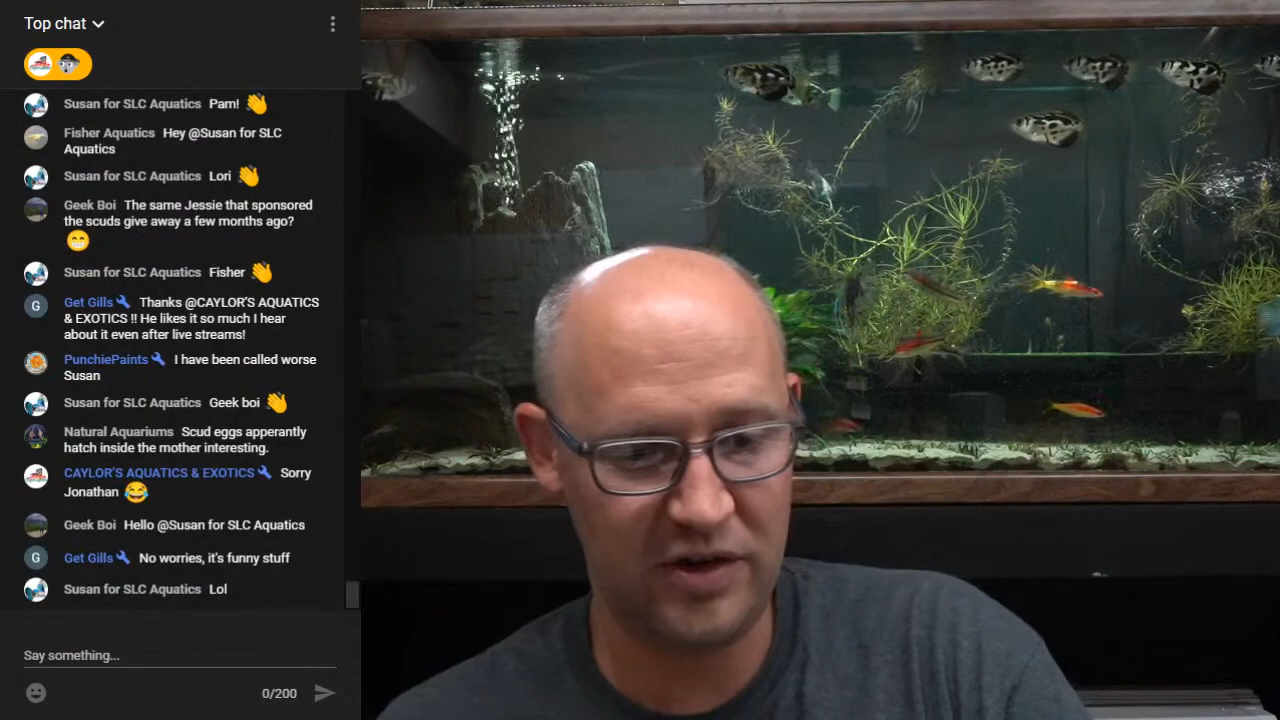 Top chat
Susan for SLC Aquatics Pam! 👋
Fisher Aquatics Hey @Susan for SLC
Aquatics
Susan for SLC Aquatics Lori 👋
Geek Boi The same Jessie that sponsored
the scuds give away a few months ago?
😁
Susan for SLC Aquatics Fisher 👋
G
Get Gills Thanks @CAYLOR'S AQUATICS
& EXOTICS !! He likes it so much I hear
about it even after live streams!
PunchiePaints I have been called worse
Susan
Susan for SLC Aquatics Geek boi 👋
Natural Aquariums Scud eggs apperantly
hatch inside the mother interesting.
CAYLOR'S AQUATICS & EXOTICS Sorry
Jonathan 😂
Geek Boi Hello @Susan for SLC Aquatics
G
Get Gills No worries, it's funny stuff
Susan for SLC Aquatics Lol
Say something...
0/200